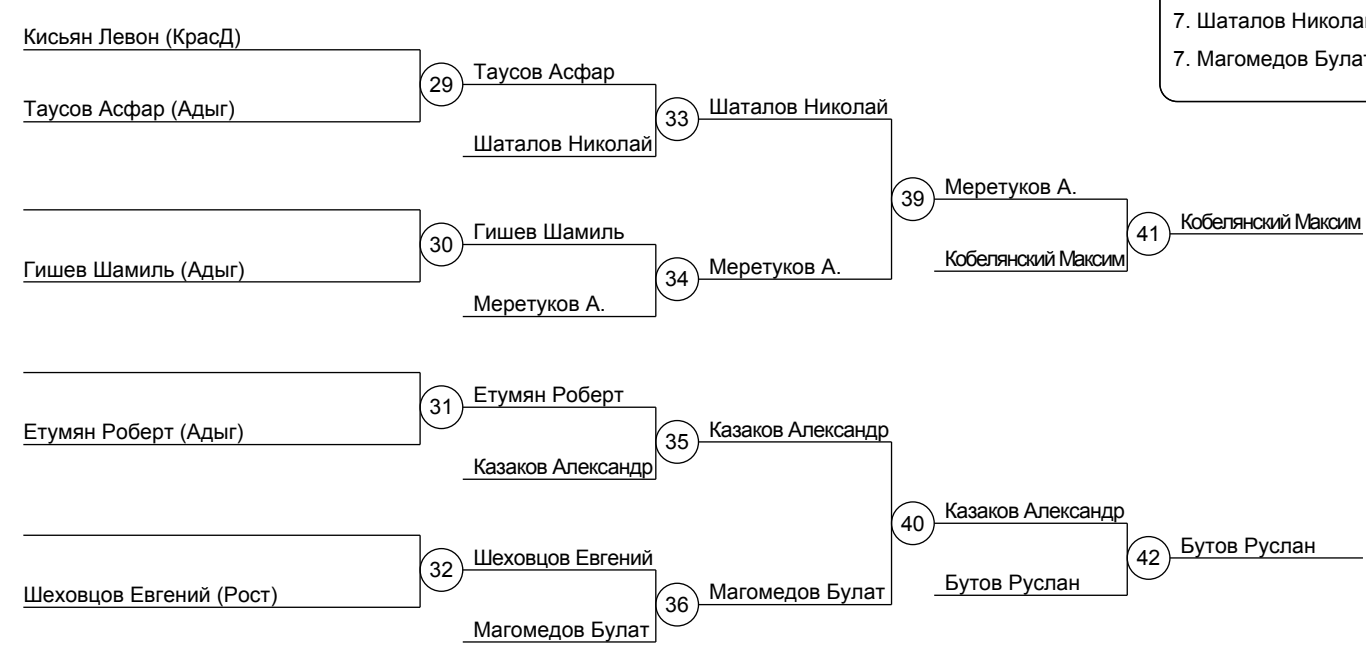 7. Шаталов Никола
7. Магомедов Була
Кисьян Левон (КрасД)
29
Таусов Асфар
Таусов Асфар (Адыг)
33
Шаталов Николай
Шаталов Николай
39
Меретуков А.
30
Гишев Шамиль
41
Кобелянский Максим
Гишев Шамиль (Адыг)
34
Меретуков А.
Кобелянский Максим
Меретуков А.
31
Етумян Роберт
Етумян Роберт (Адыг)
35
Казаков Александр
Казаков Александр
40
Казаков Александр
32
Шеховцов Евгений
42
Бутов Руслан
Шеховцов Евгений (Рост)
36
Магомедов Булат
Бутов Руслан
Магомедов Булат